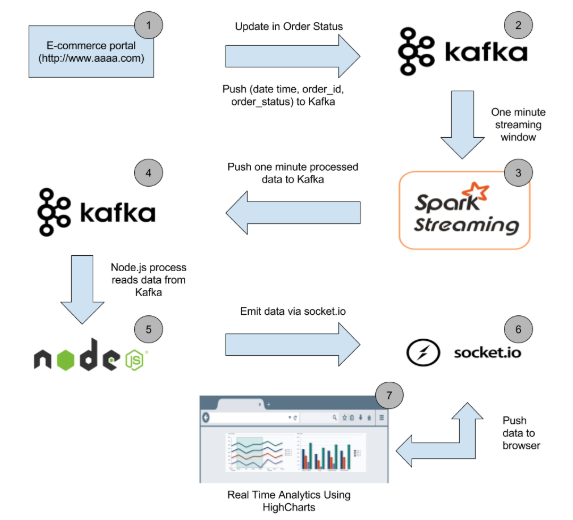 1
E-commerce portal
(http://www.aaaa.com)
Update in Order Status
Push (date time, order_id,
order_status) to Kafka
2
kafka
One minute
streaming
window
3
Spark
Streaming
Push one minute processed
data to Kafka
4
kafka
Node.js process
reads data from
Kafka
5
node
JS
Emit data via socket.io
6
socket.io
Push
data to
browser
7
Real Time Analytics Using
HighCharts